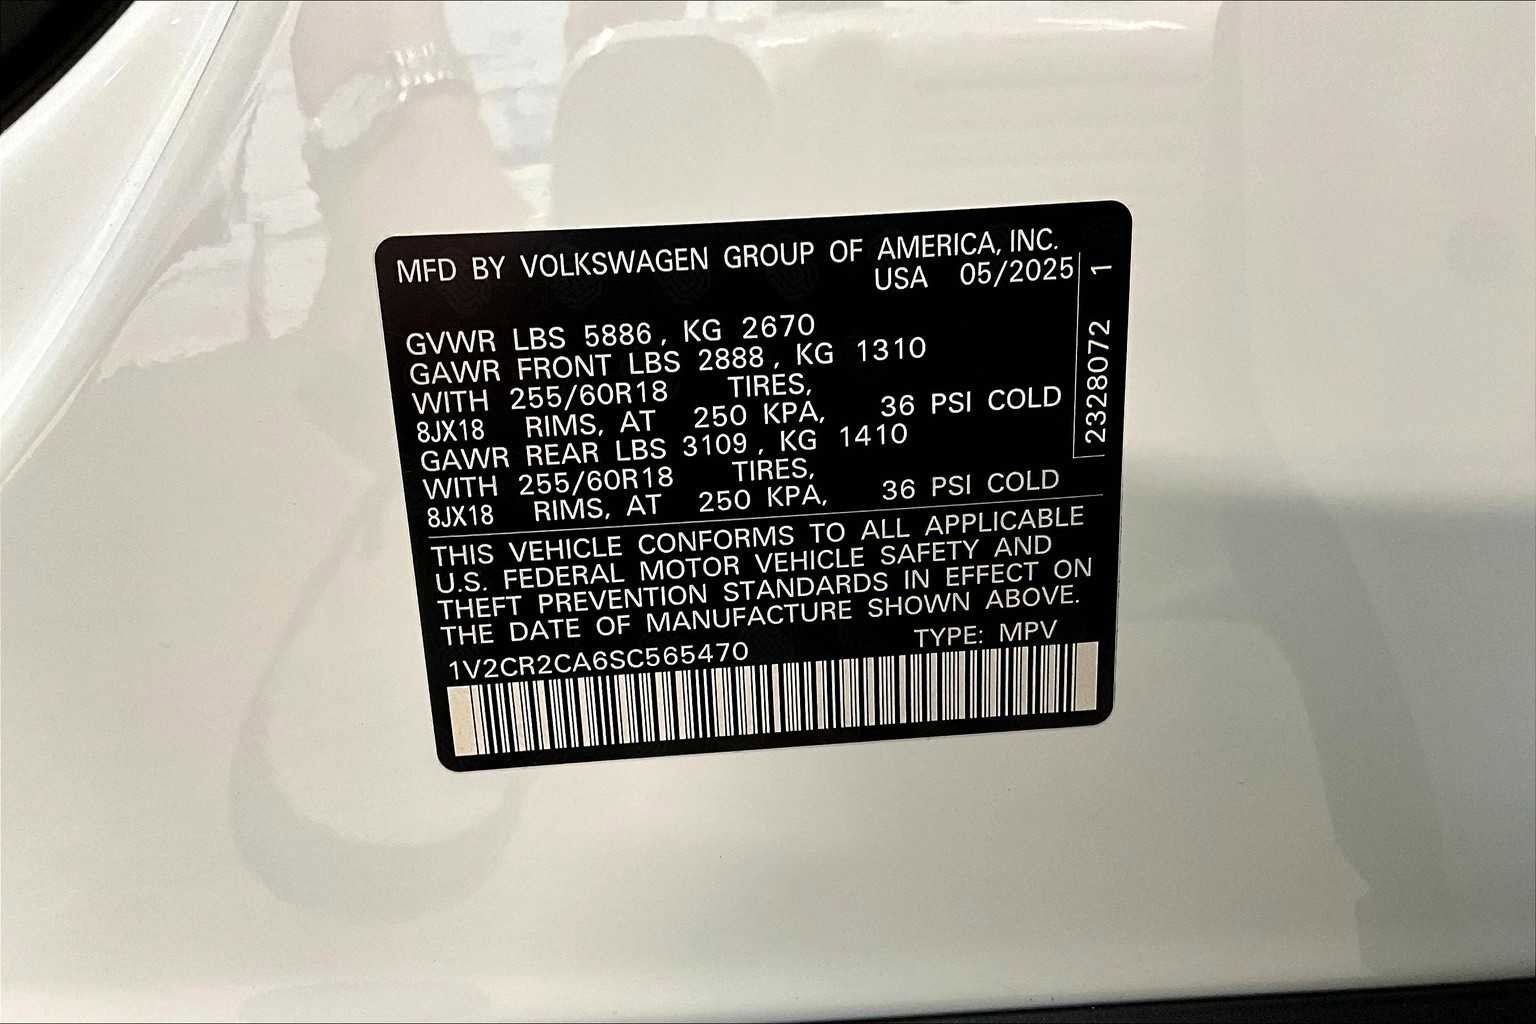 MFD BY VOLKSWAGEN GROUP OF AMERICA, INC.
USA 05/2025
GVWR LBS 5886, KG 2670
GAWR FRONT LBS 2888, KG 1310
WITH 255/60R18 TIRES,
8JX18 RIMS, AT 250 KPA, 36 PSI COLD
GAWR REAR LBS 3109, KG 1410
WITH 255/60R18 TIRES,
8JX18 RIMS, AT 250 KPA, 36 PSI COLD
2328072 1
THIS VEHICLE CONFORMS TO ALL APPLICABLE
U.S. FEDERAL MOTOR VEHICLE SAFETY AND
THEFT PREVENTION STANDARDS IN EFFECT ON
THE DATE OF MANUFACTURE SHOWN ABOVE.
1V2CR2CA6SC565470 TYPE: MPV